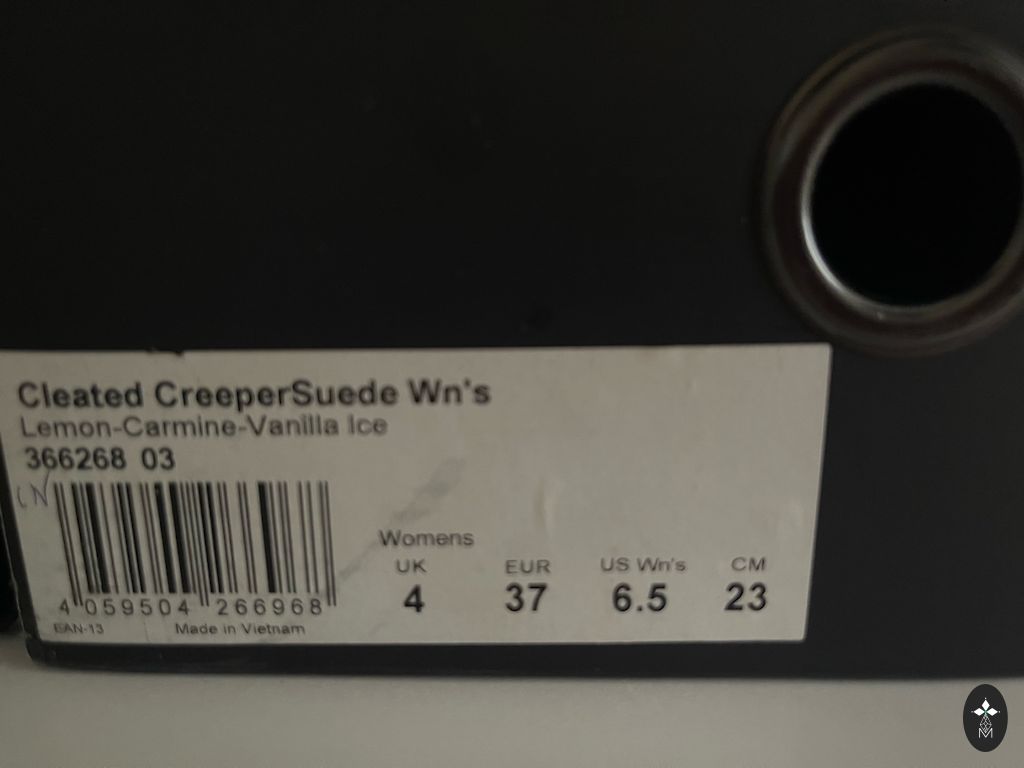 Cleated CreeperSuede Wn's
Lemon-Carmine-Vanilla Ice
366268 03
Womens
UK EUR US Wn's CM
4 37 6.5 23
4 059504 266968
EAN-13 Made in Vietnam